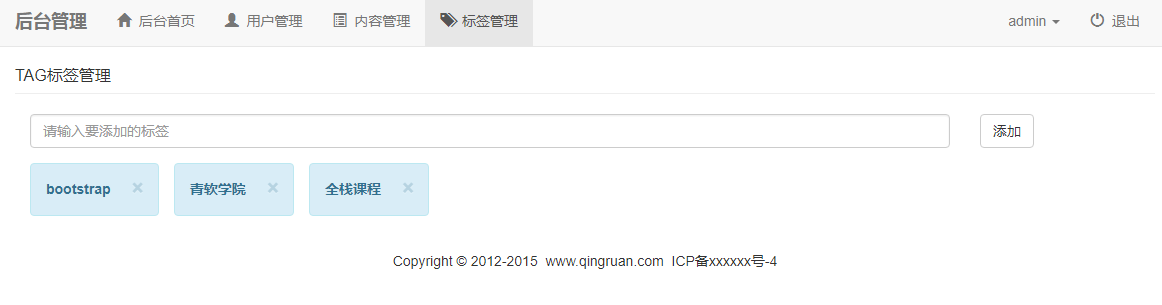 后台管理 后台首页 用户管理 内容管理 标签管理 admin 退出
TAG标签管理
请输入要添加的标签 添加
bootstrap × 青软学院 × 全栈课程 ×
Copyright © 2012-2015 www.qingruan.com ICP备xxxxxx号-4